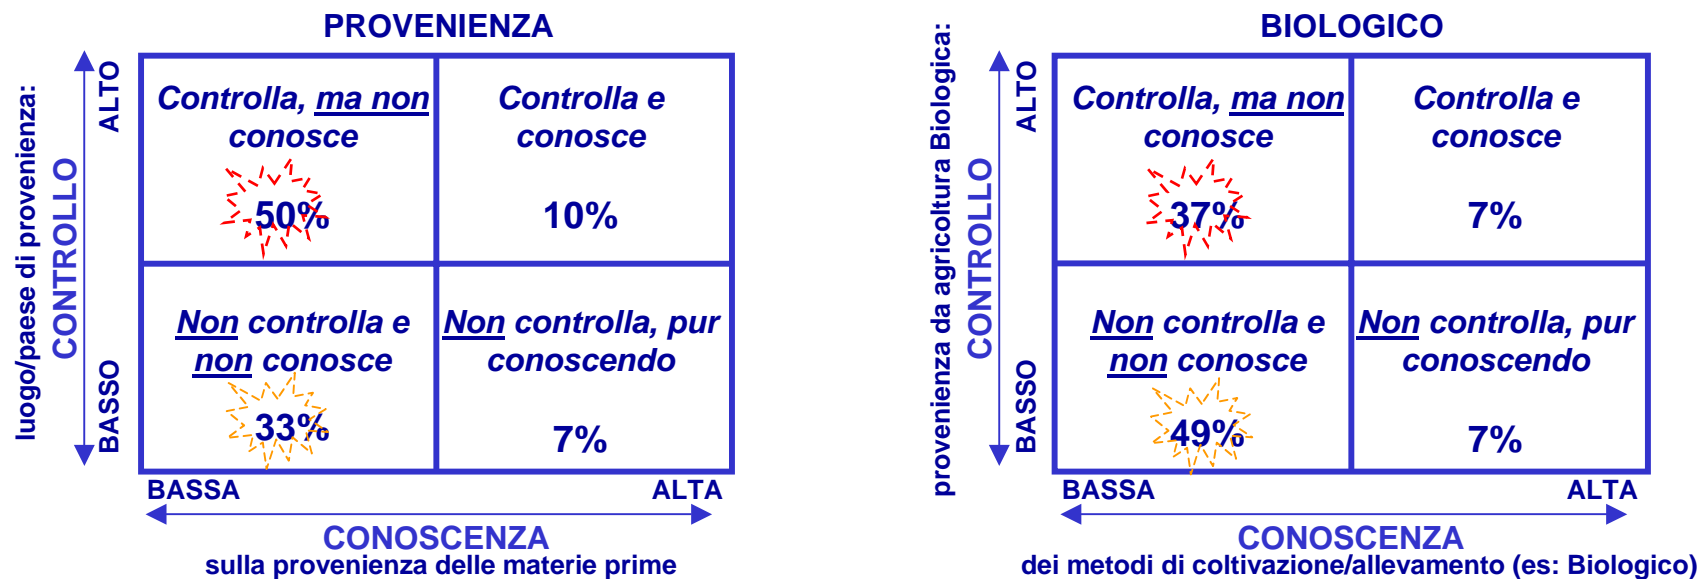 PROVENIENZA
luogo/paese di provenienza:
CONTROLLO
ALTO
BASSO
Controlla, ma non
conosce
50%
Controlla e
conosce
10%
Non controlla e
non conosce
33%
Non controlla, pur
conoscendo
7%
BASSA
ALTA
CONOSCENZA
sulla provenienza delle materie prime
BIOLOGICO
provenienza da agricoltura Biologica:
CONTROLLO
ALTO
BASSO
Controlla, ma non
conosce
37%
Controlla e
conosce
7%
Non controlla e
non conosce
49%
Non controlla, pur
conoscendo
7%
BASSA
ALTA
CONOSCENZA
dei metodi di coltivazione/allevamento (es: Biologico)